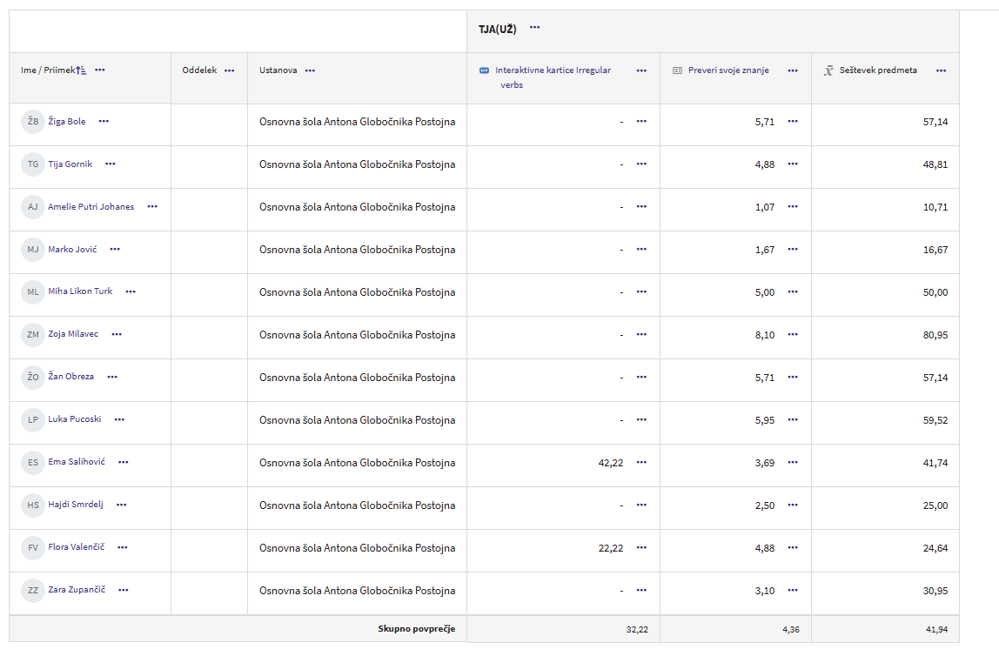 TJA(UŽ) •••
Ime / Priimek ••• Oddelek ••• Ustanova ••• Interaktivne kartice Irregular ••• Preveri svoje znanje ••• Seštevek predmeta •••
verbs
ŽB Žiga Bole ••• Osnovna šola Antona Globočnika Postojna - ••• 5,71 ••• 57,14
TG Tija Gornik ••• Osnovna šola Antona Globočnika Postojna - ••• 4,88 ••• 48,81
AJ Amelie Putri Johanes ••• Osnovna šola Antona Globočnika Postojna - ••• 1,07 ••• 10,71
MJ Marko Jović ••• Osnovna šola Antona Globočnika Postojna - ••• 1,67 ••• 16,67
ML Miha Likon Turk ••• Osnovna šola Antona Globočnika Postojna - ••• 5,00 ••• 50,00
ZM Zoja Milavec ••• Osnovna šola Antona Globočnika Postojna - ••• 8,10 ••• 80,95
ŽO Žan Obreza ••• Osnovna šola Antona Globočnika Postojna - ••• 5,71 ••• 57,14
LP Luka Pucoski ••• Osnovna šola Antona Globočnika Postojna - ••• 5,95 ••• 59,52
ES Ema Salihović ••• Osnovna šola Antona Globočnika Postojna 42,22 ••• 3,69 ••• 41,74
HS Hajdi Smrdelj ••• Osnovna šola Antona Globočnika Postojna - ••• 2,50 ••• 25,00
FV Flora Valenčič ••• Osnovna šola Antona Globočnika Postojna 22,22 ••• 4,88 ••• 24,64
ZZ Zara Zupančič ••• Osnovna šola Antona Globočnika Postojna - ••• 3,10 ••• 30,95
Skupno povprečje 32,22 4,36 41,94